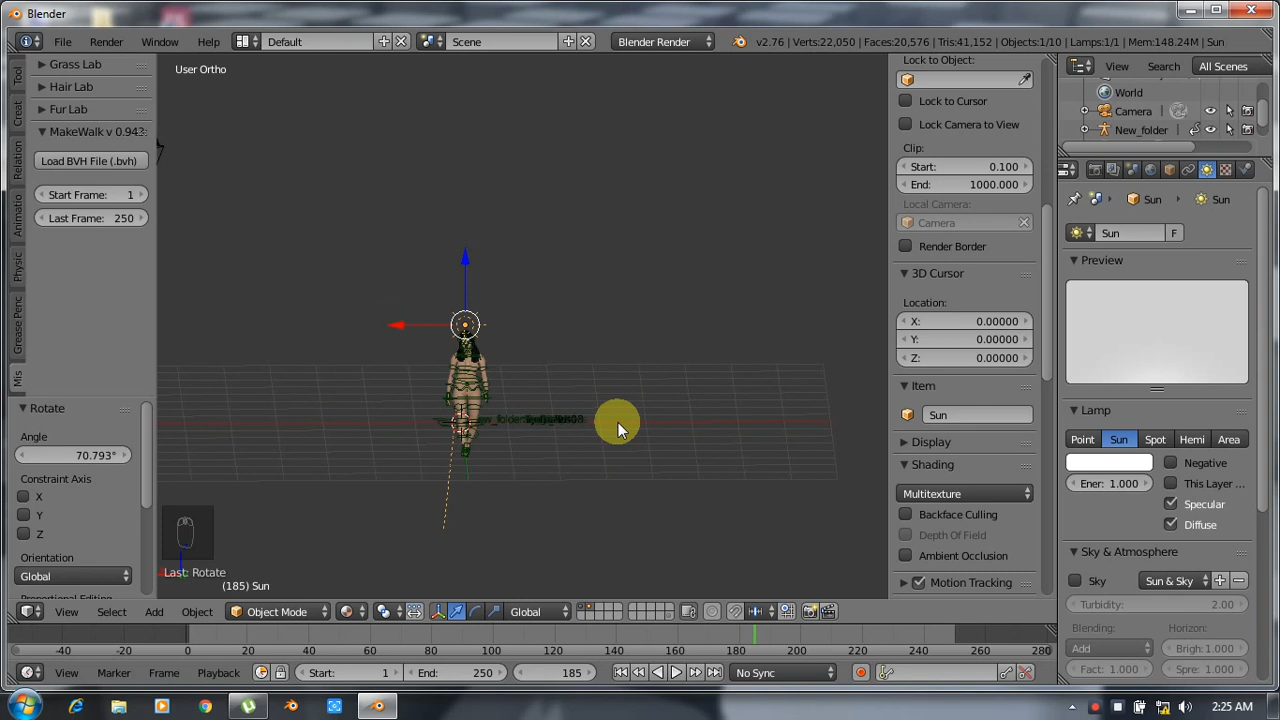 Blender
File Render Window Help Default Scene Blender Render v2.76 | Verts:22,050 | Faces:20,576 | Tris:41,152 | Objects:1/10 | Lamps:1/1 | Mem:148.24M | Sun
Grass Lab
Hair Lab
Fur Lab
MakeWalk v 0.943:
Load BVH File (.bvh)
Start Frame: 1
Last Frame: 250
Tool
Creat
Relation
Animatio
Physic
Grease Penc
Mis
Rotate
Angle
70.793°
Constraint Axis
X
Y
Z
Orientation
Global
User Ortho
Last: Rotate
(185) Sun
Lock to Object:
Lock to Cursor
Lock Camera to View
Clip:
Start: 0.100
End: 1000.000
Local Camera:
Camera
Render Border
3D Cursor
Location:
X: 0.00000
Y: 0.00000
Z: 0.00000
Item
Sun
Display
Shading
Multitexture
Backface Culling
Depth Of Field
Ambient Occlusion
Motion Tracking
View Search All Scenes
World
Camera
New_folder
Sun Sun
Sun F
Preview
Lamp
Point Sun Spot Hemi Area
Negative
Ener: 1.000 This Layer ...
Specular
Diffuse
Sky & Atmosphere
Sky Sun & Sky
Turbidity: 2.00
Blending: Horizon:
Add Brigh: 1.000
Fact: 1.000 Spre: 1.000
View Select Add Object Object Mode Global
-40 -20 0 20 40 60 80 100 120 140 160 180 200 220 240 260 280
View Marker Frame Playback Start: 1 End: 250 185 No Sync
2:25 AM